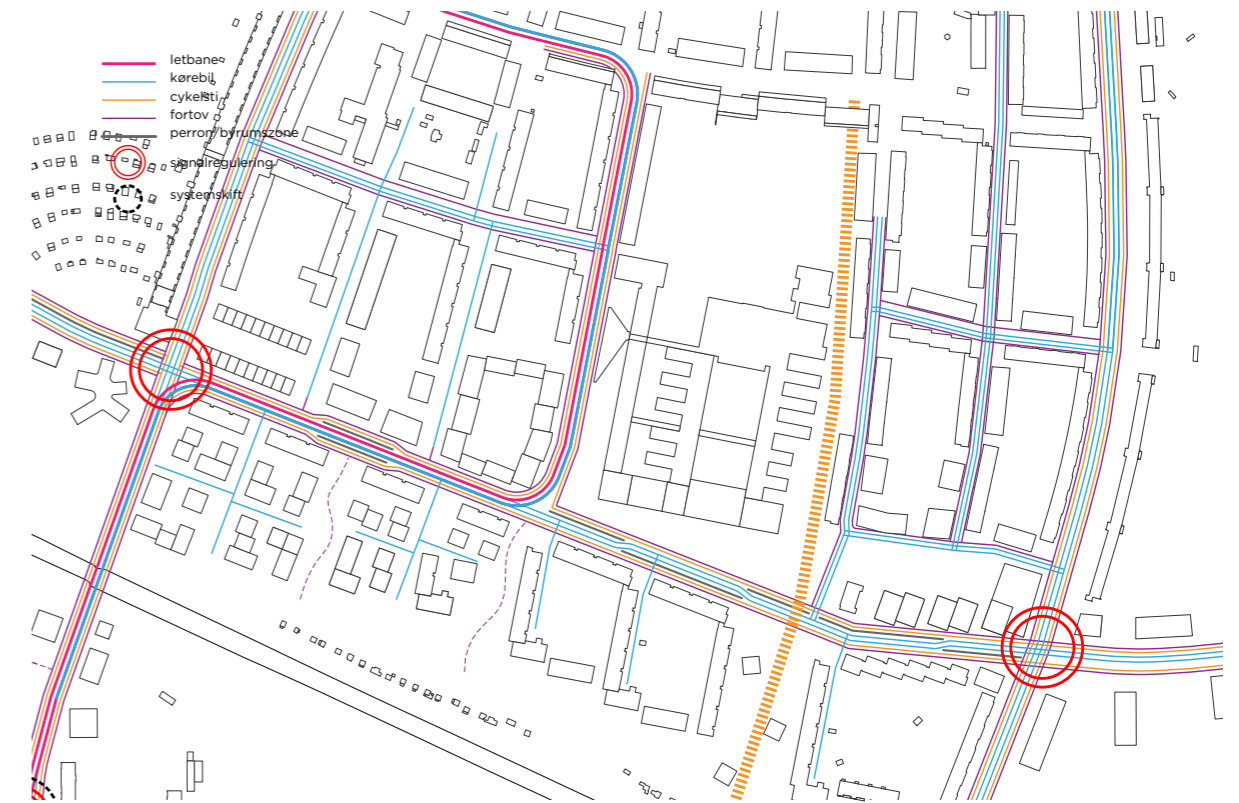 letbane
kørebil
cykelsti
fortov
perron/byrumszone
signalregulering
systemskift